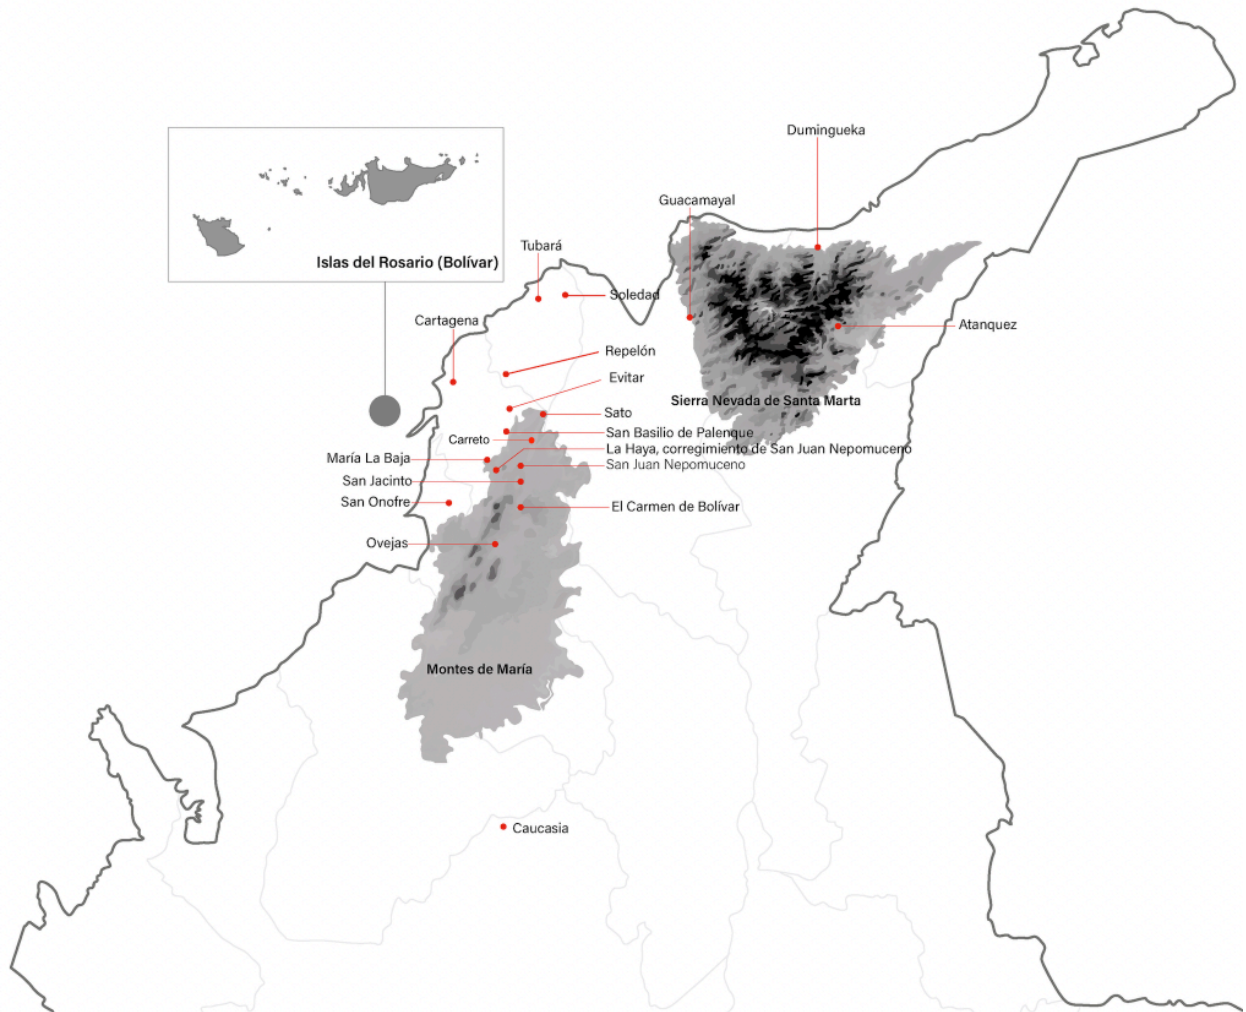 Dumingueka
Guacamayal
Tubará
Islas del Rosario (Bolívar)
Soledad
Cartagena
Atanquez
Repelón
Evitar
Sierra Nevada de Santa Marta
Sato
San Basilio de Palenque
Carreto
La Haya, corregimiento de San Juan Nepomuceno
María La Baja
San Juan Nepomuceno
San Jacinto
San Onofre
El Carmen de Bolívar
Ovejas
Montes de María
Caucasia